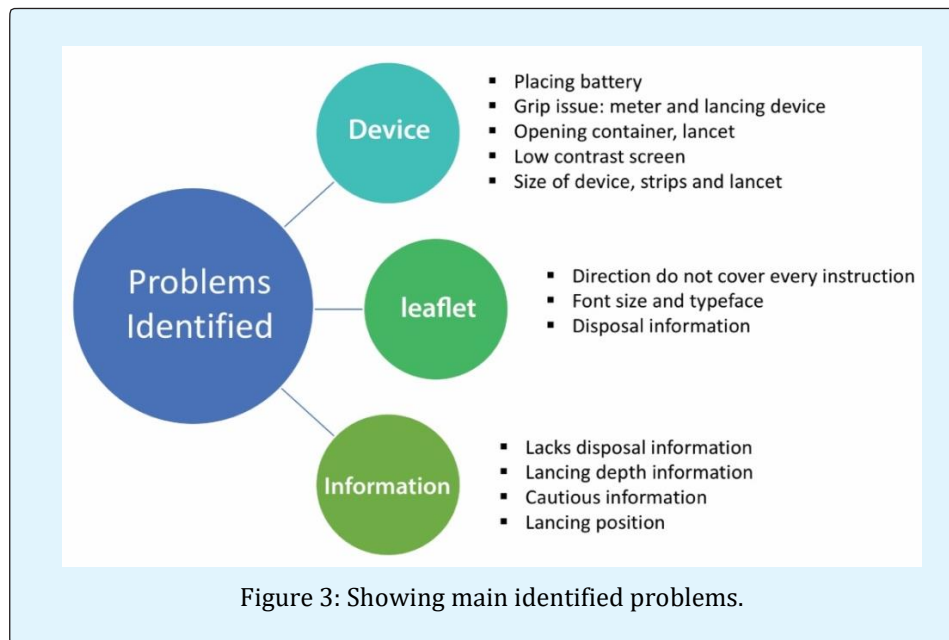 Problems
Identified
Device
▪ Placing battery
▪ Grip issue: meter and lancing device
▪ Opening container, lancet
▪ Low contrast screen
▪ Size of device, strips and lancet
leaflet
▪ Direction do not cover every instruction
▪ Font size and typeface
▪ Disposal information
Information
▪ Lacks disposal information
▪ Lancing depth information
▪ Cautious information
▪ Lancing position
Figure 3: Showing main identified problems.